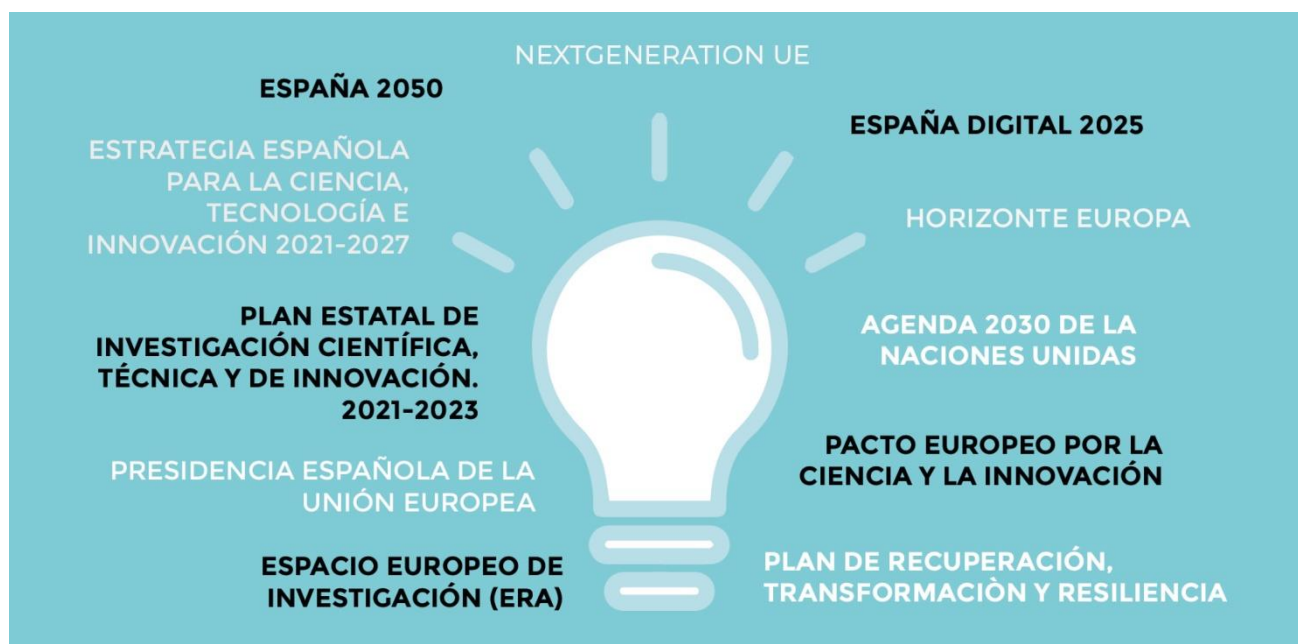 NEXTGENERATION UE
ESPAÑA 2050
ESPAÑA DIGITAL 2025
ESTRATEGIA ESPAÑOLA
PARA LA CIENCIA,
TECNOLOGÍA E
INNOVACIÓN 2021-2027
HORIZONTE EUROPA
PLAN ESTATAL DE
INVESTIGACIÓN CIENTÍFICA,
TÉCNICA Y DE INNOVACIÓN.
2021-2023
AGENDA 2030 DE LA
NACIONES UNIDAS
PRESIDENCIA ESPAÑOLA DE LA
UNIÓN EUROPEA
PACTO EUROPEO POR LA
CIENCIA Y LA INNOVACIÓN
ESPACIO EUROPEO DE
INVESTIGACIÓN (ERA)
PLAN DE RECUPERACIÓN,
TRANSFORMACIÒN Y RESILIENCIA